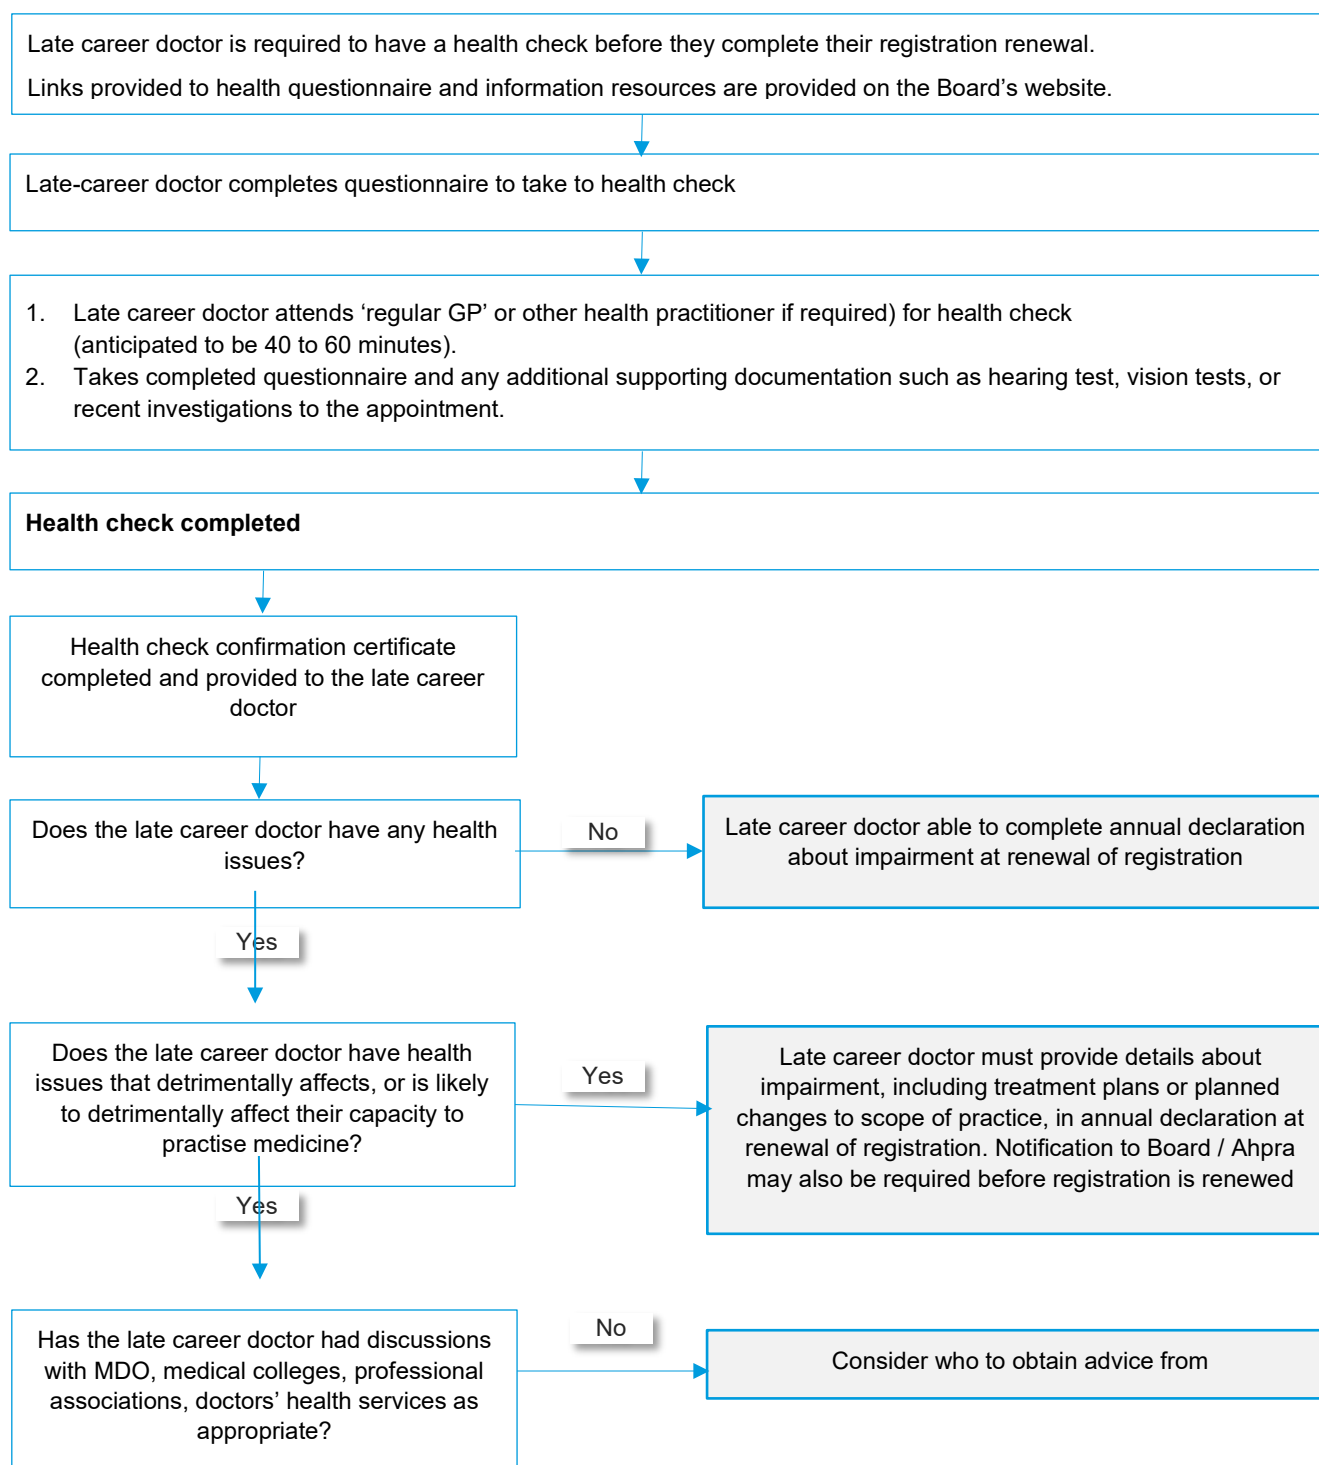 Late career doctor is required to have a health check before they complete their registration renewal.
Links provided to health questionnaire and information resources are provided on the Board’s website.
Late-career doctor completes questionnaire to take to health check
1. Late career doctor attends ‘regular GP’ or other health practitioner if required) for health check
(anticipated to be 40 to 60 minutes).
2. Takes completed questionnaire and any additional supporting documentation such as hearing test, vision tests, or
recent investigations to the appointment.
Health check completed
Health check confirmation certificate
completed and provided to the late career
doctor
Does the late career doctor have any health
issues?
No
Late career doctor able to complete annual declaration
about impairment at renewal of registration
Yes
Does the late career doctor have health
issues that detrimentally affects, or is likely
to detrimentally affect their capacity to
practise medicine?
Yes
Late career doctor must provide details about
impairment, including treatment plans or planned
changes to scope of practice, in annual declaration at
renewal of registration. Notification to Board / Ahpra
may also be required before registration is renewed
Yes
Has the late career doctor had discussions
with MDO, medical colleges, professional
associations, doctors’ health services as
appropriate?
No
Consider who to obtain advice from